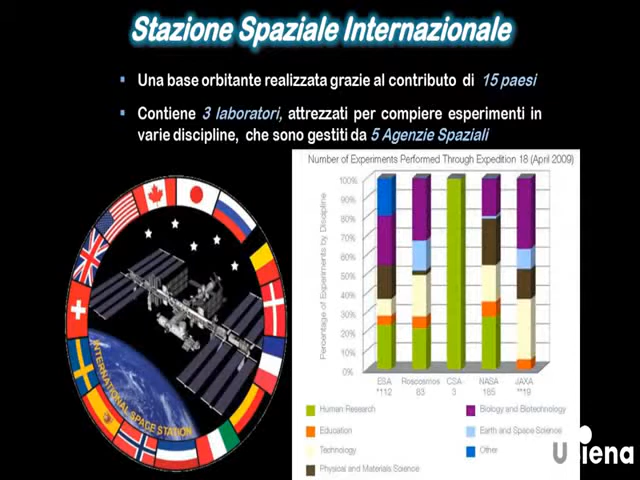 Stazione Spaziale Internazionale
Una base orbitante realizzata grazie al contributo di 15 paesi
Contiene 3 laboratori, attrezzati per compiere esperimenti in
varie discipline, che sono gestiti da 5 Agenzie Spaziali
Number of Experiments Performed Through Expedition 18 (April 2009)
Percentage of Experiments by Discipline
100%
90%
80%
70%
60%
50%
40%
30%
20%
10%
0%
ESA Roscosmos CSA NASA JAXA
*112 83 3 165 **19
Human Research
Education
Technology
Physical and Materials Science
Biology and Biotechnology
Earth and Space Science
Other
INTERNATIONAL SPACE STATION